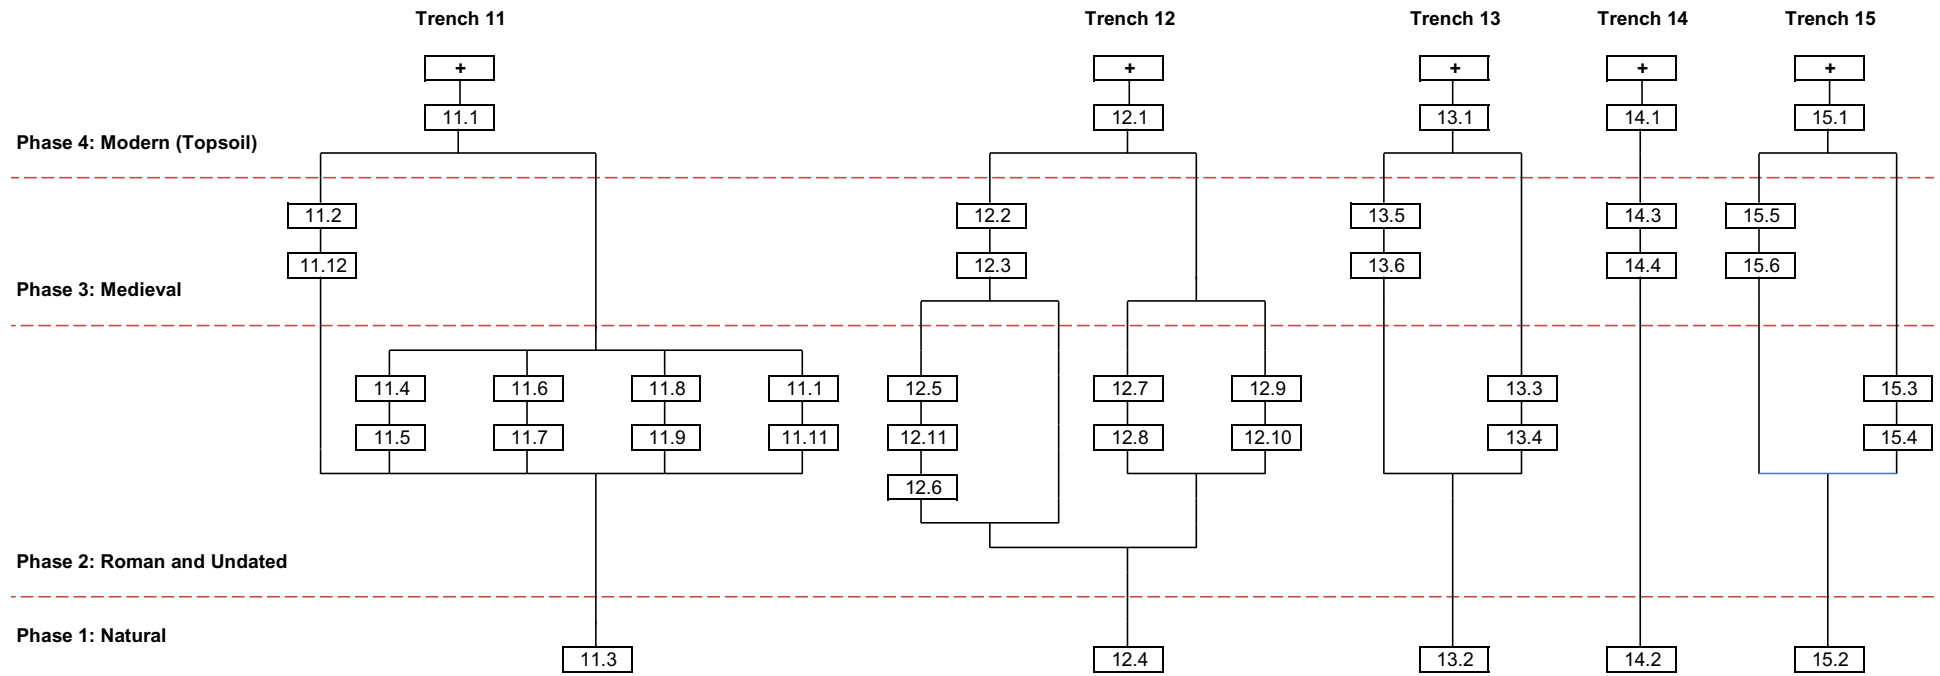 Trench 11 Trench 12 Trench 13 Trench 14 Trench 15
+ + + + +
11.1 12.1 13.1 14.1 15.1
Phase 4: Modern (Topsoil)
11.2 12.2 13.5 14.3 15.5
11.12 12.3 13.6 14.4 15.6
Phase 3: Medieval
11.4 11.6 11.8 11.1 12.5 12.7 12.9 13.3 15.3
11.5 11.7 11.9 11.11 12.11 12.8 12.10 13.4 15.4
12.6
Phase 2: Roman and Undated
Phase 1: Natural
11.3 12.4 13.2 14.2 15.2